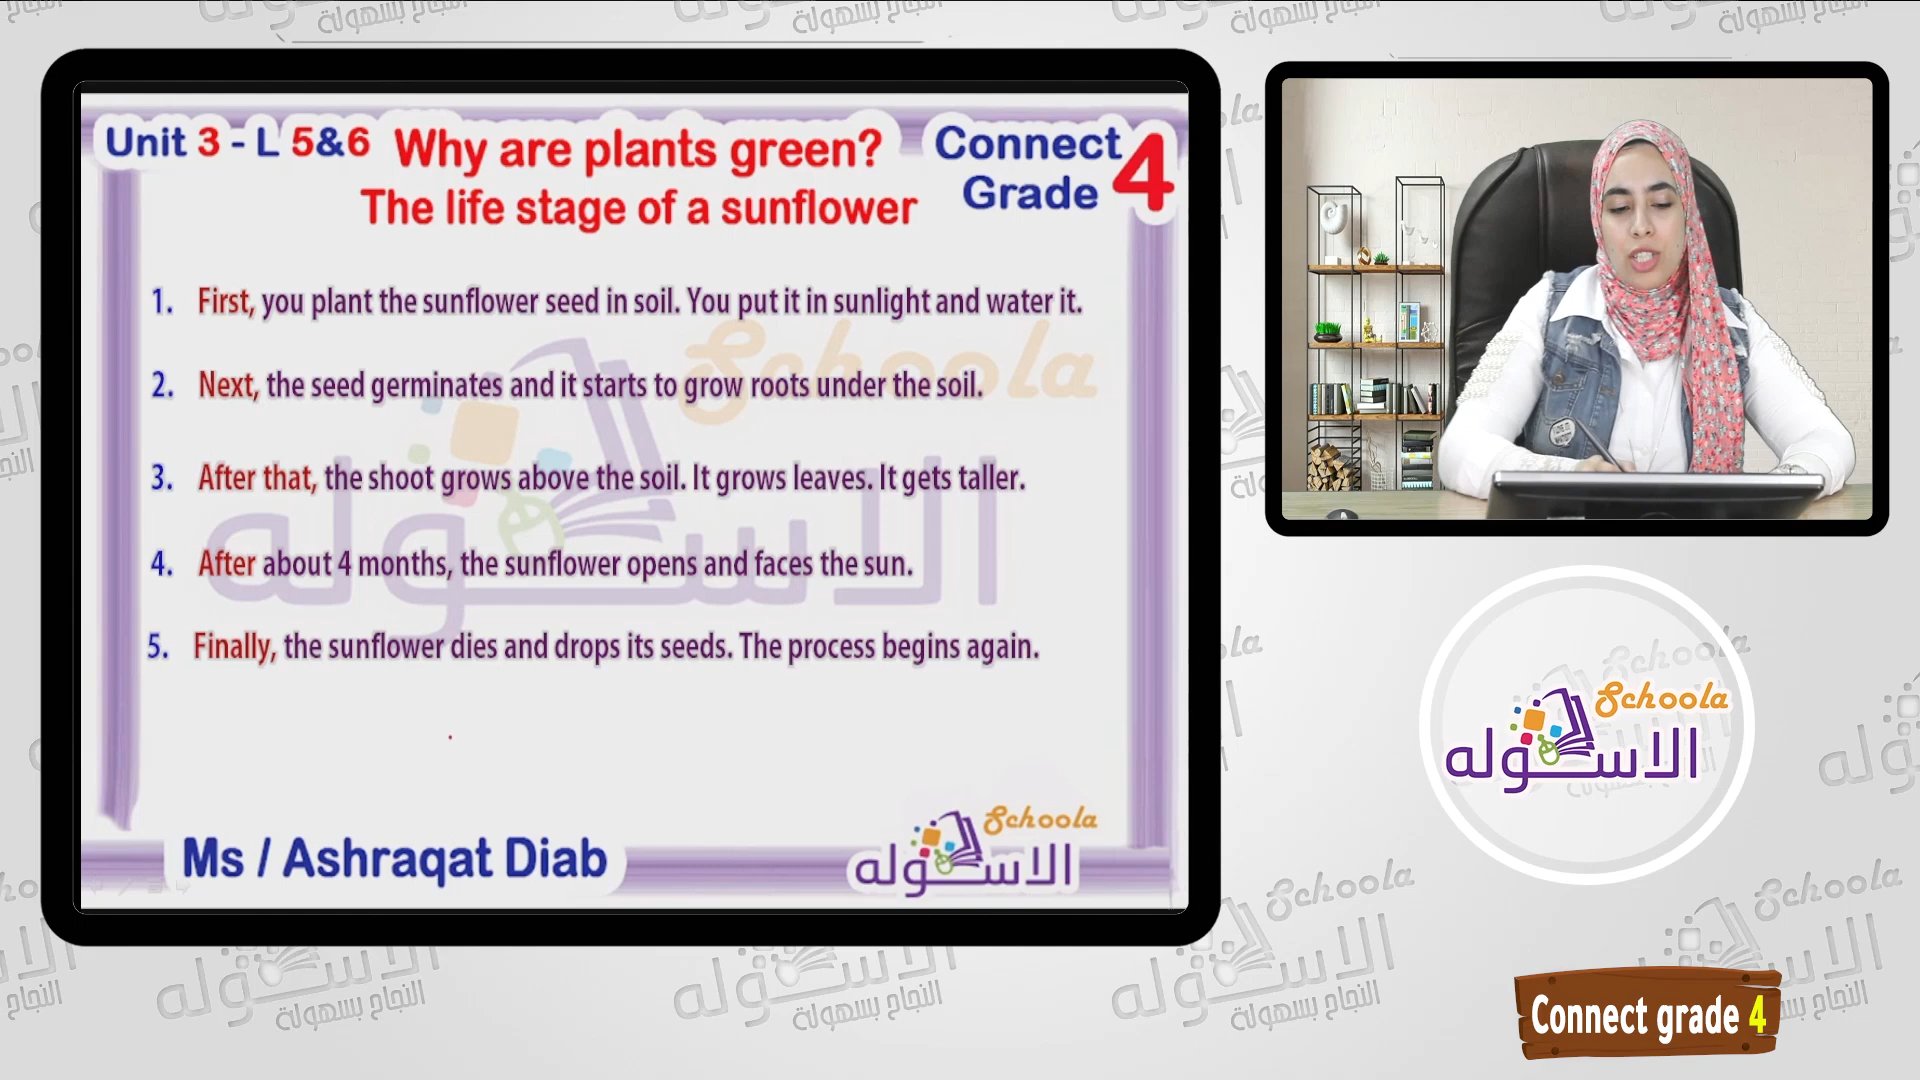 Unit 3 - L 5&6 Why are plants green? Connect
The life stage of a sunflower Grade 4
1. First, you plant the sunflower seed in soil. You put it in sunlight and water it.
2. Next, the seed germinates and it starts to grow roots under the soil.
3. After that, the shoot grows above the soil. It grows leaves. It gets taller.
4. After about 4 months, the sunflower opens and faces the sun.
5. Finally, the sunflower dies and drops its seeds. The process begins again.
Ms / Ashraqat Diab
Schoola
الاسكوله
Schoola
الاسكوله
Connect grade 4
Schoola
الاسكوله
النجاح بسهولة